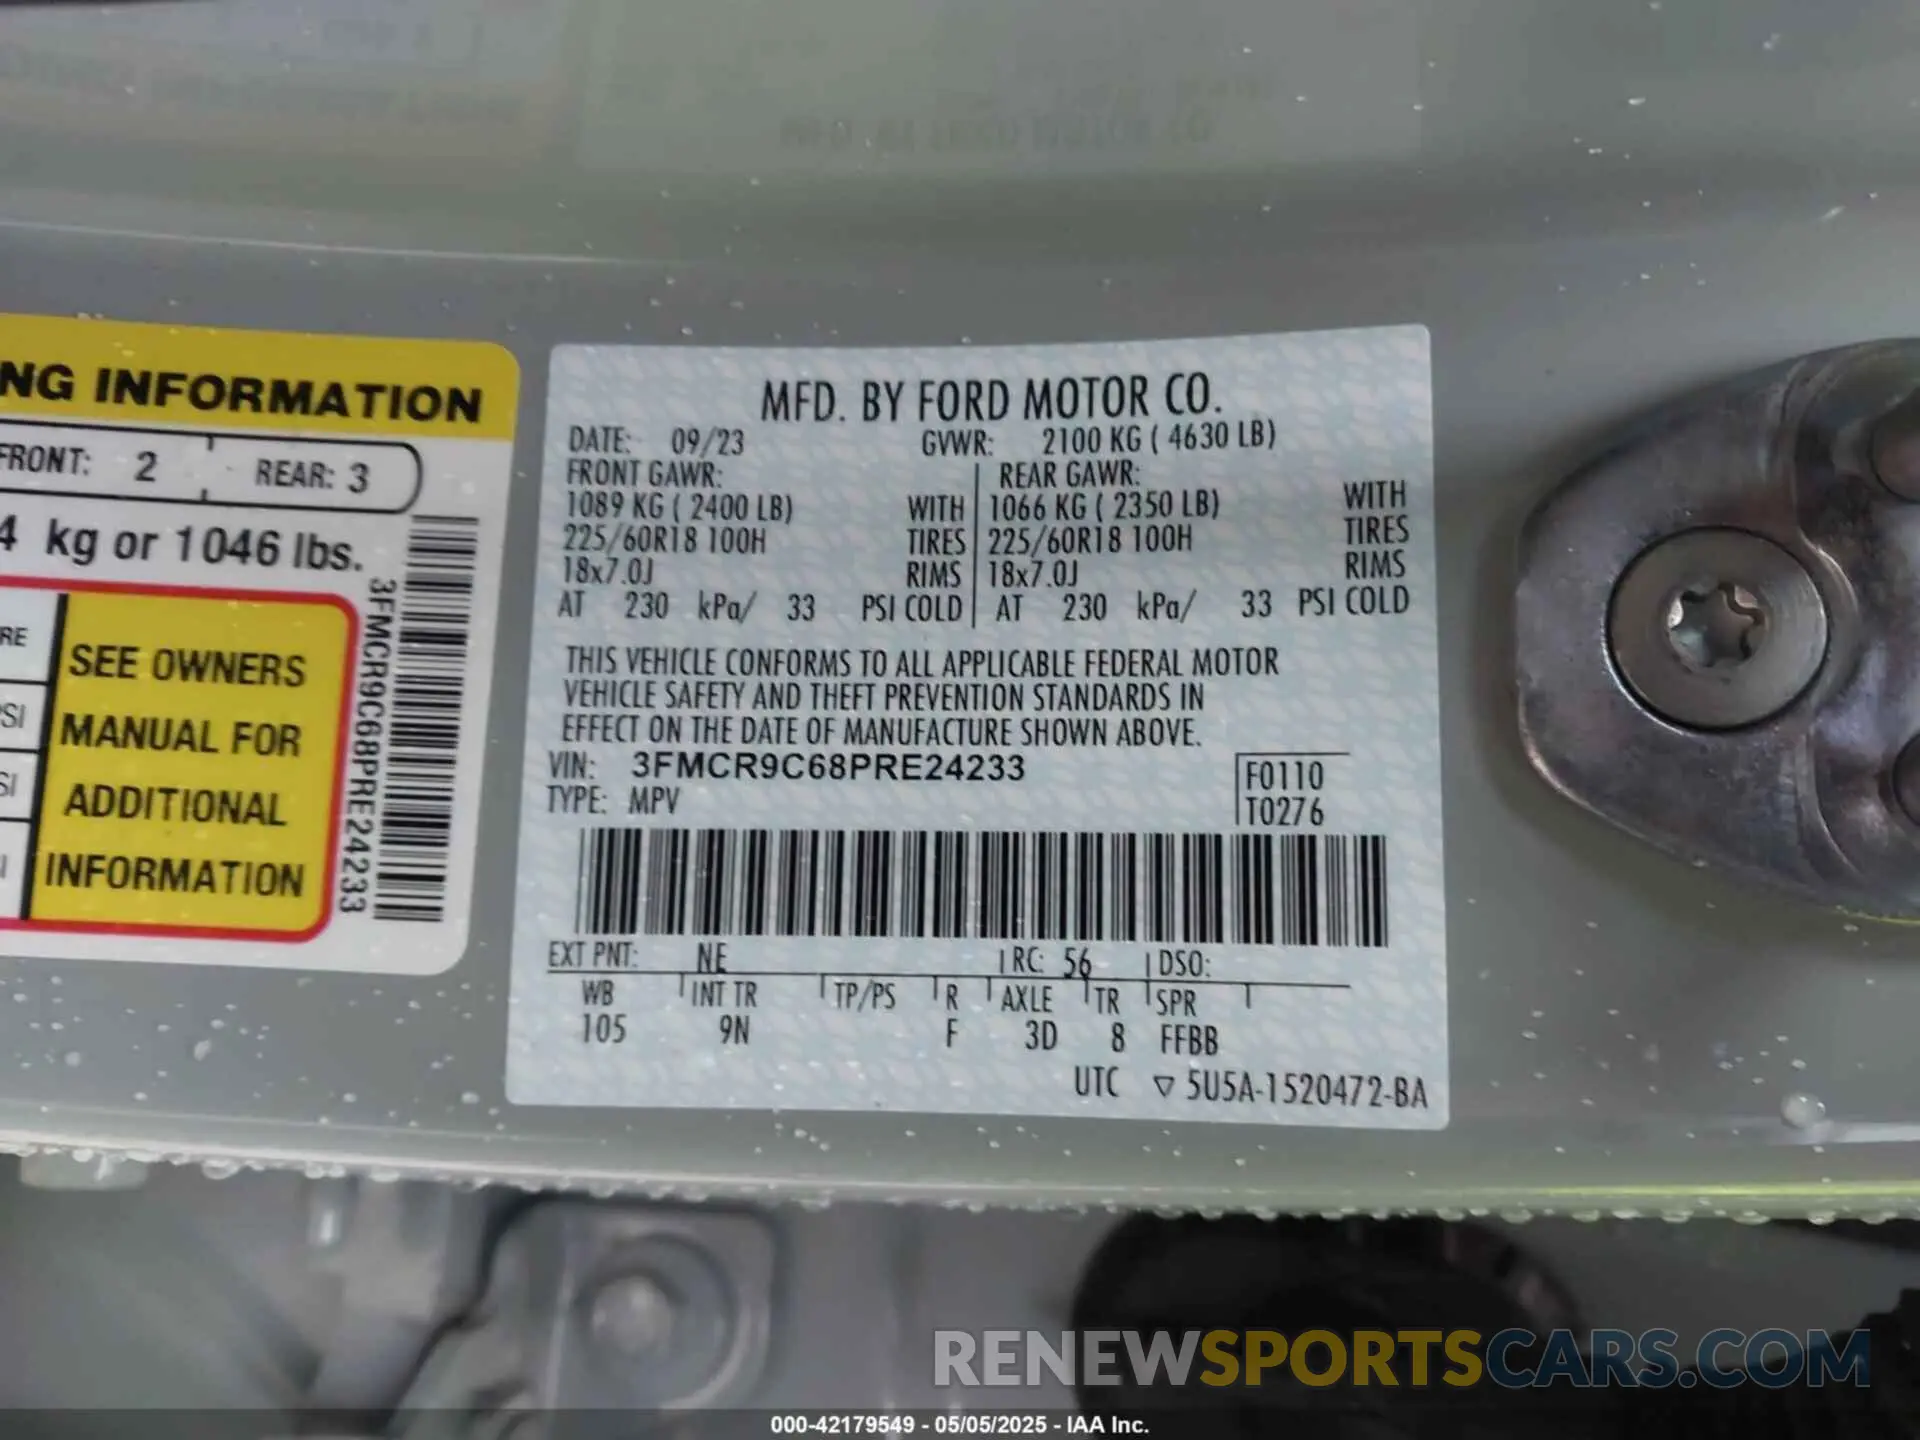 NG INFORMATION
FRONT: 2 REAR: 3
4 kg or 1046 lbs.
RE
PSI
SI
I
SEE OWNERS
MANUAL FOR
ADDITIONAL
INFORMATION
3FMCR9C68PRE24233
MFD. BY FORD MOTOR CO.
DATE: 09/23 GVWR: 2100 KG ( 4630 LB)
FRONT GAWR: REAR GAWR:
1089 KG ( 2400 LB) WITH 1066 KG ( 2350 LB) WITH
225/60R18 100H TIRES 225/60R18 100H TIRES
18x7.0J RIMS 18x7.0J RIMS
AT 230 kPa/ 33 PSI COLD AT 230 kPa/ 33 PSI COLD
THIS VEHICLE CONFORMS TO ALL APPLICABLE FEDERAL MOTOR
VEHICLE SAFETY AND THEFT PREVENTION STANDARDS IN
EFFECT ON THE DATE OF MANUFACTURE SHOWN ABOVE.
VIN: 3FMCR9C68PRE24233 F0110
TYPE: MPV T0276
EXT PNT: NE RC: 56 DSO:
WB INT TR TP/PS R AXLE TR SPR
105 9N F 3D 8 FFBB
UTC ▽ 5U5A-1520472-BA
RENEWSPORTSCARS.COM
000-42179549 - 05/05/2025 - IAA Inc.